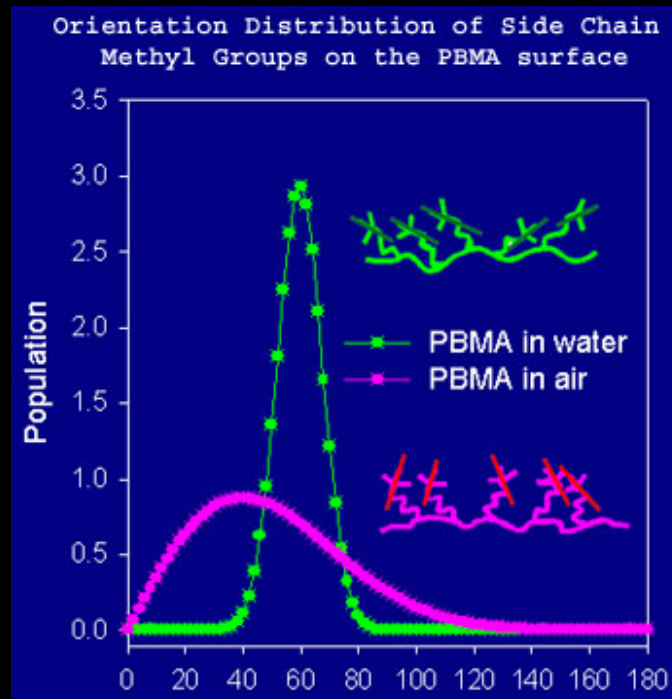 Orientation Distribution of Side Chain
Methyl Groups on the PBMA surface
3.5
3.0
2.5
2.0
1.5
1.0
0.5
0.0
Population
PBMA in water
PBMA in air
0 20 40 60 80 100 120 140 160 180